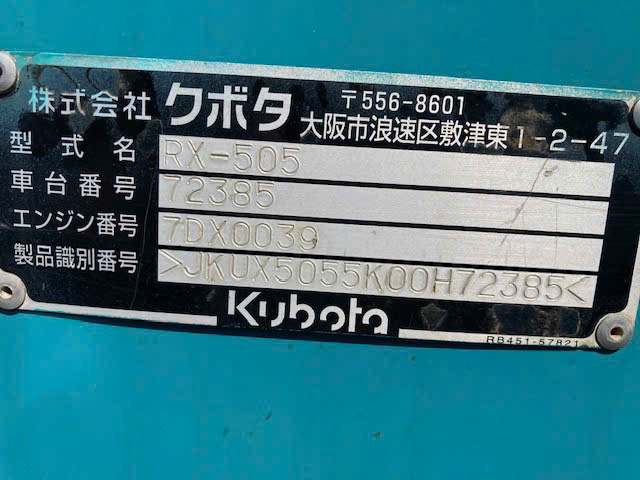 株式会社 クボタ 〒556-8601
大阪市浪速区敷津東1-2-47
型式名 RX-505
車台番号 72385
エンジン番号 7DX0039
製品識別番号 >JKUX5055K00H72385<
Kubota
RB451-57821